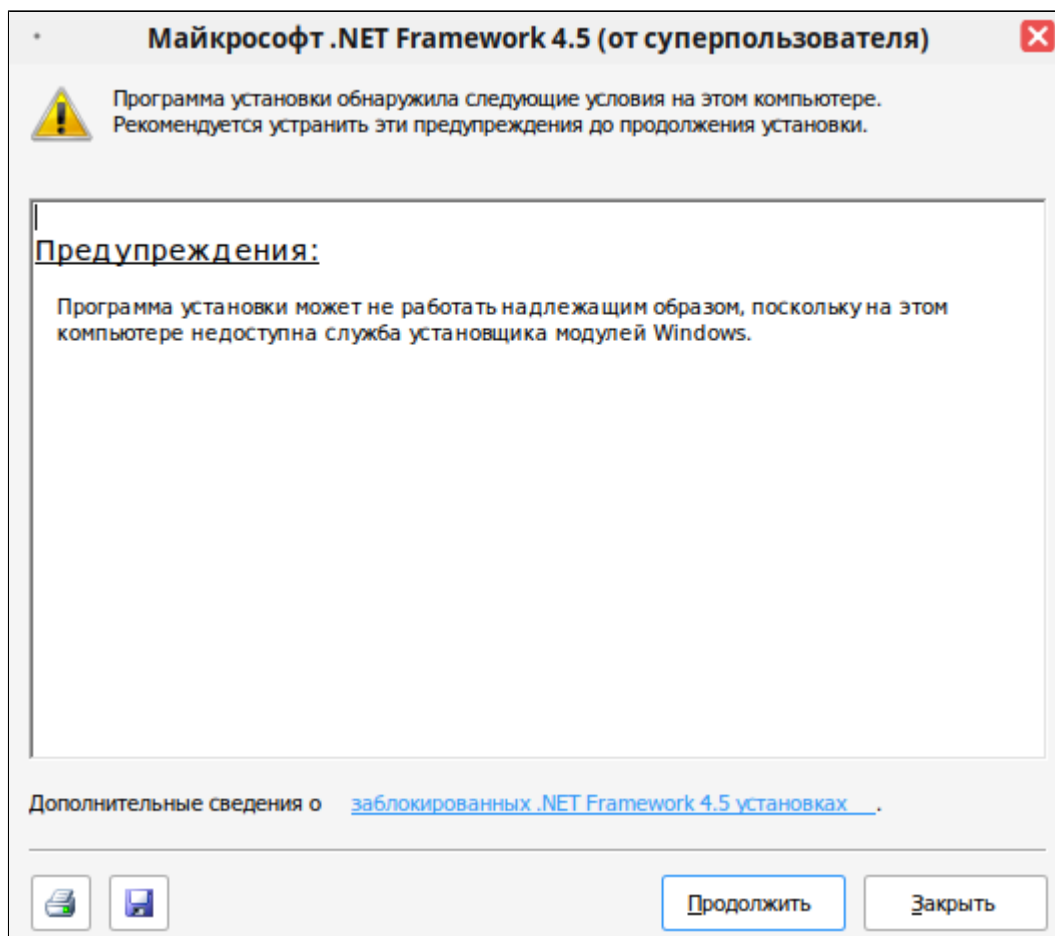 Майкрософт .NET Framework 4.5 (от суперпользователя)
Программа установки обнаружила следующие условия на этом компьютере.
Рекомендуется устранить эти предупреждения до продолжения установки.
Предупреждения:
Программа установки может не работать надлежащим образом, поскольку на этом
компьютере недоступна служба установщика модулей Windows.
Дополнительные сведения о заблокированных .NET Framework 4.5 установках .
Продолжить Закрыть